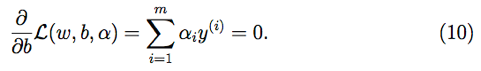 ∂/∂b 𝓛(w, b, α) = ∑_{i=1}^{m} α_i y^{(i)} = 0. (10)